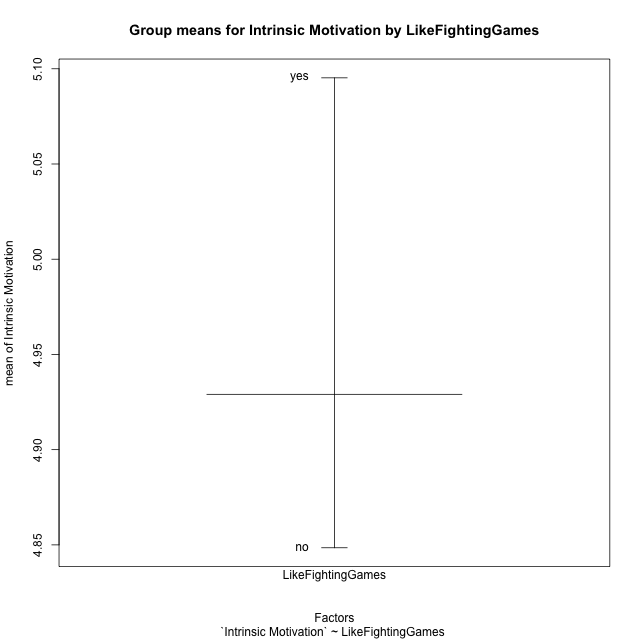 Group means for Intrinsic Motivation by LikeFightingGames
5.10
yes
5.05
5.00
mean of Intrinsic Motivation
4.95
4.90
4.85
no
LikeFightingGames
Factors
`Intrinsic Motivation` ~ LikeFightingGames